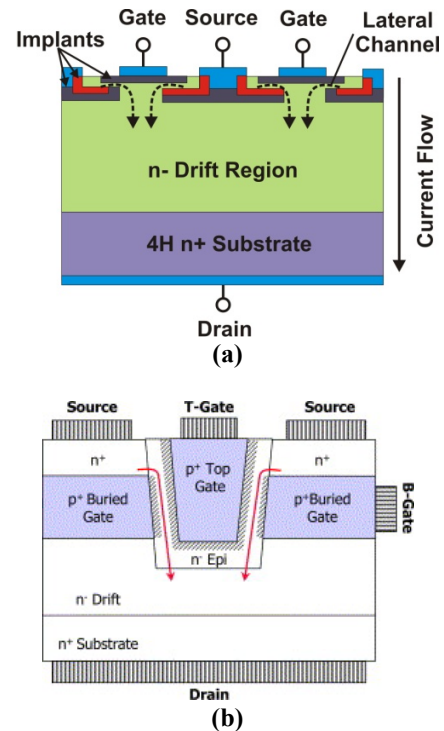 Gate Source Gate
Implants
Lateral
Channel
n- Drift Region
4H n+ Substrate
Current Flow
Drain
(a)
Source T-Gate Source
n⁺ n⁺
p⁺ Top
Gate
p⁺ Buried
Gate
p⁺Buried
Gate
B-Gate
n⁻ Epi
n⁻ Drift
n⁺ Substrate
Drain
(b)